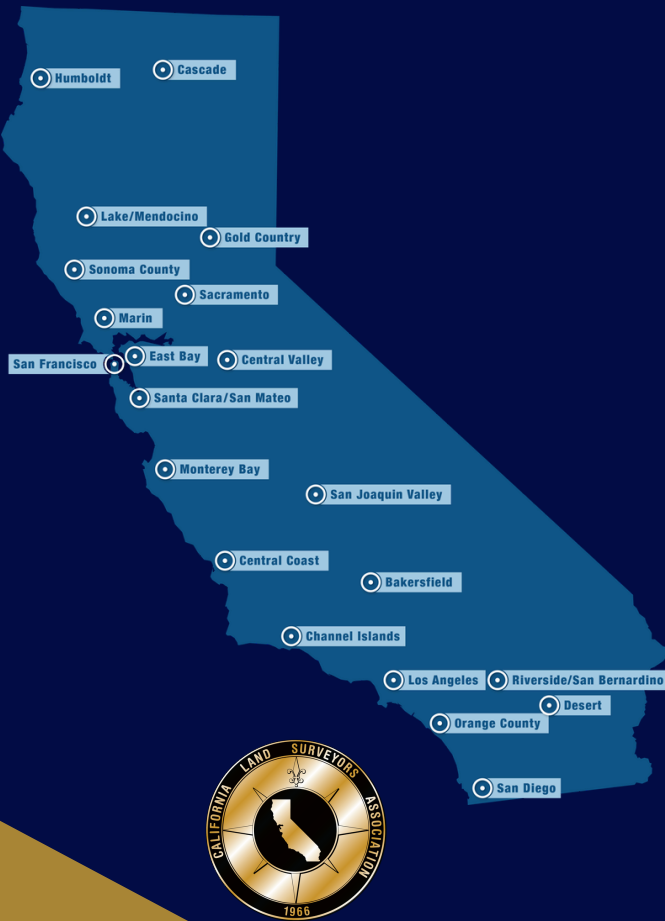 Humboldt
Cascade
Lake/Mendocino
Gold Country
Sonoma County
Sacramento
Marin
San Francisco
East Bay
Central Valley
Santa Clara/San Mateo
Monterey Bay
San Joaquin Valley
Central Coast
Bakersfield
Channel Islands
Los Angeles
Riverside/San Bernardino
Desert
Orange County
San Diego
CALIFORNIA LAND SURVEYORS ASSOCIATION
1966